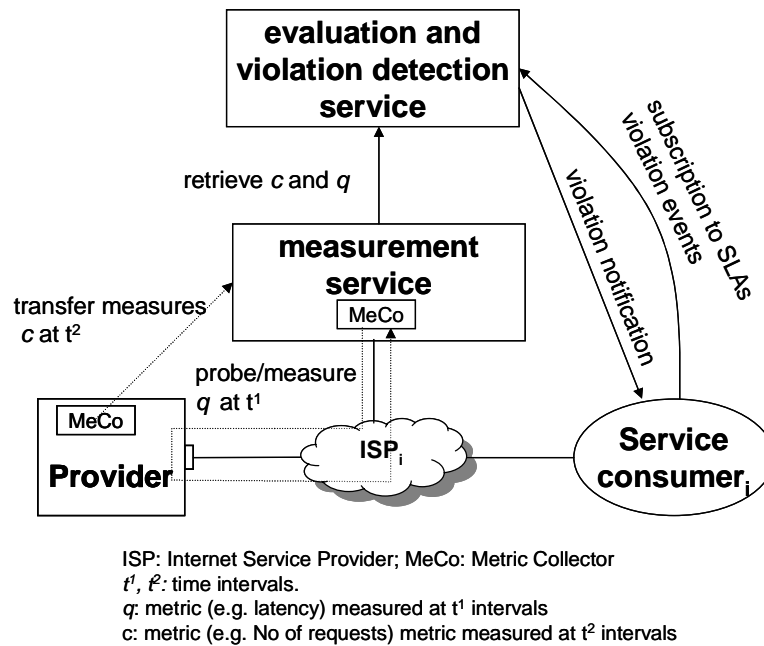 evaluation and
violation detection
service
subscription to SLAs
violation events
violation notification
retrieve c and q
measurement
service
MeCo
transfer measures
c at t²
probe/measure
q at t¹
MeCo
Provider
ISPᵢ
Service
consumerᵢ
ISP: Internet Service Provider; MeCo: Metric Collector
t¹, t²: time intervals.
q: metric (e.g. latency) measured at t¹ intervals
c: metric (e.g. No of requests) metric measured at t² intervals